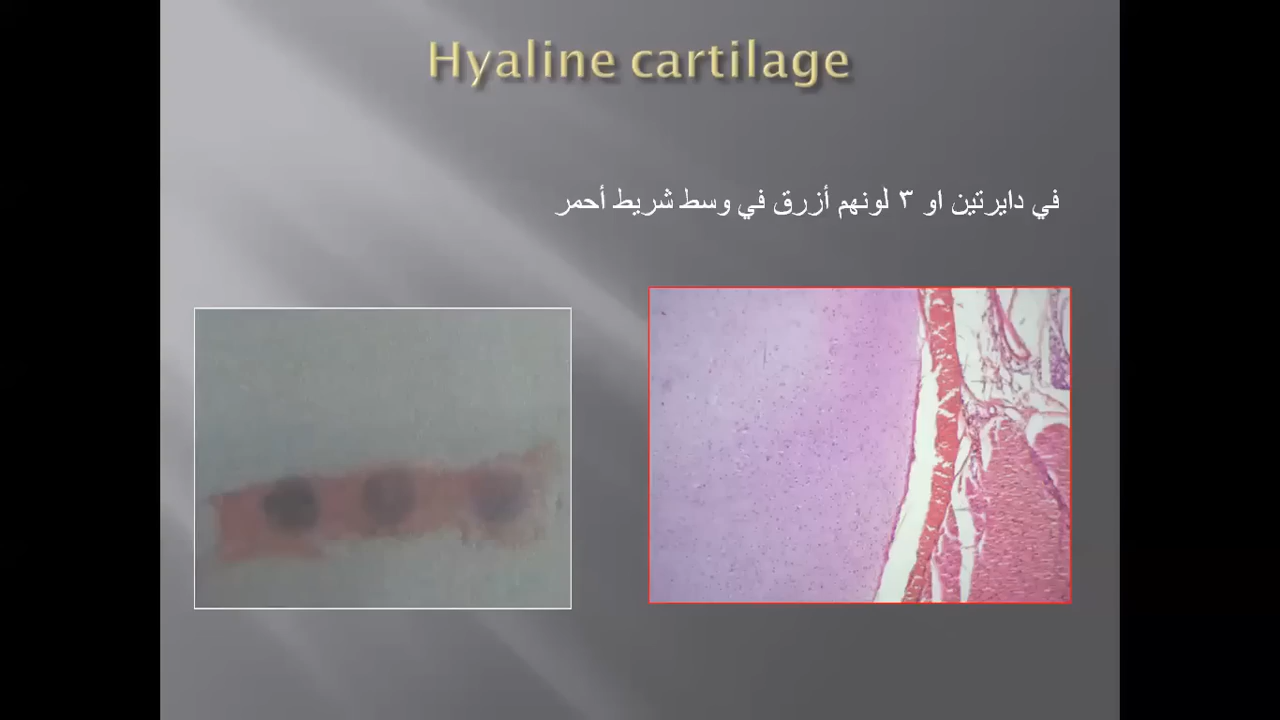 Hyaline cartilage
في دايرتين او ٣ لونهم أزرق في وسط شريط أحمر